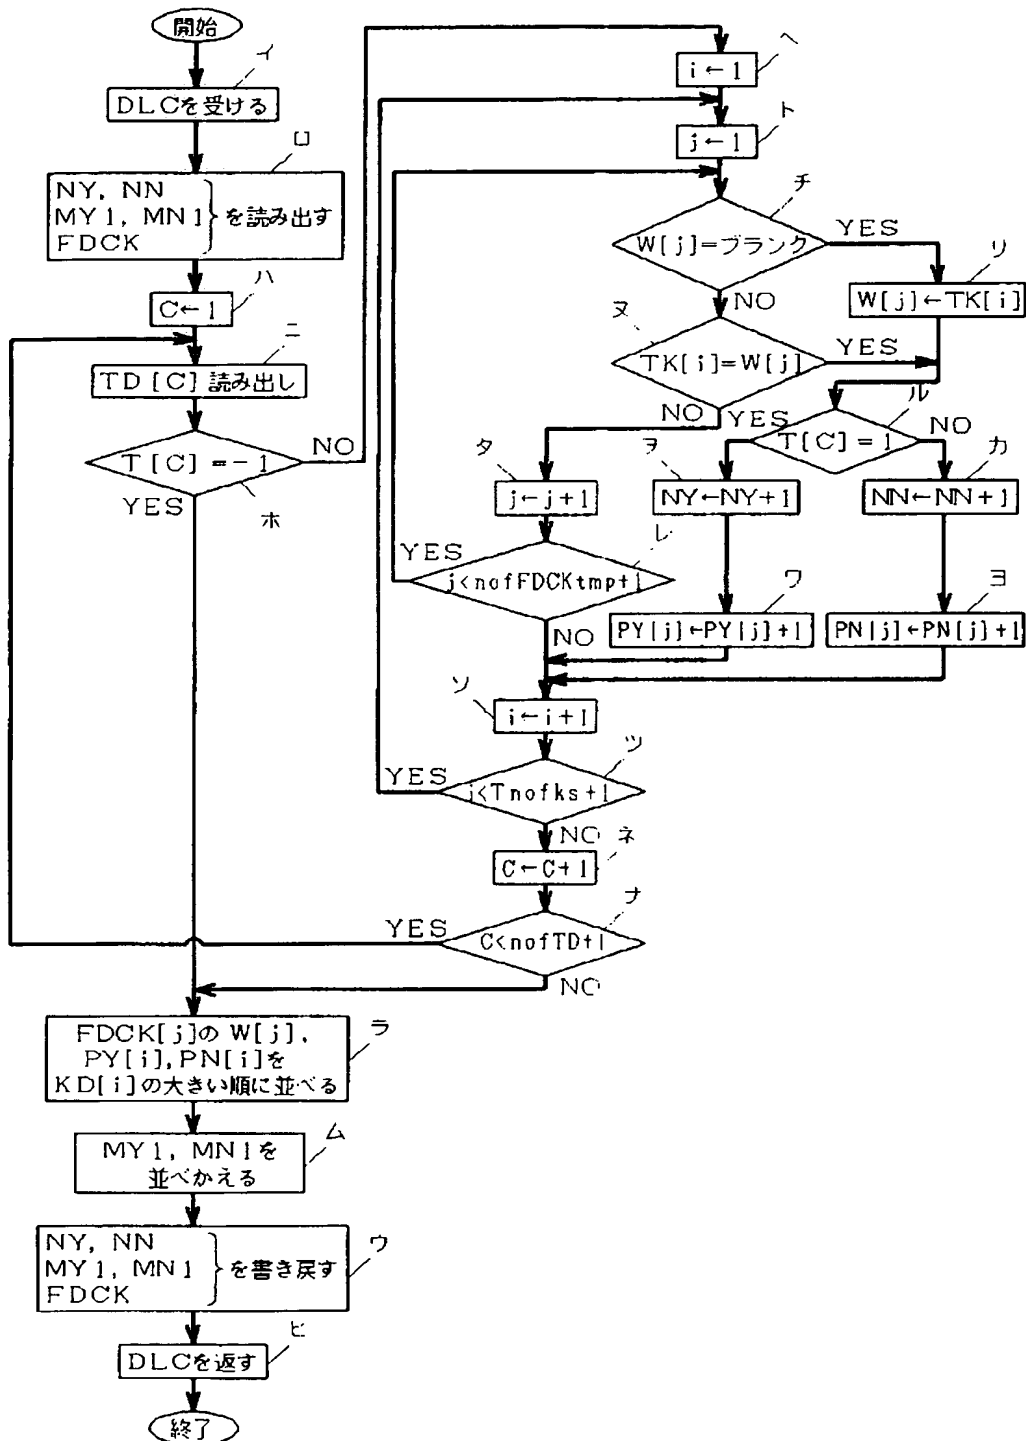 開始
イ
DLCを受ける
ロ
NY, NN
MY1, MN1
FDCK
を読み出す
ハ
C←1
ニ
TD[C]読み出し
T[C]=-1
NO
YES
ホ
ヘ
i←1
ト
j←1
チ
W[j]=ブランク
YES
NO
リ
W[j]←TK[i]
ヌ
TK[i]=W[j]
YES
NO
ル
T[C]=1
YES
NO
ヲ
NY←NY+1
カ
NN←NN+1
タ
j←j+1
レ
j<nofFDCKtmp+1
YES
NO
ワ
PY[j]←PY[j]+1
ヨ
PN[j]←PN[j]+1
ソ
i←i+1
ツ
i<Tnofks+1
YES
NO
ネ
C←C+1
ナ
C<nofTD+1
YES
NO
ラ
FDCK[j]のW[j],
PY[i],PN[i]を
KD[i]の大きい順に並べる
ム
MY1, MN1を
並べかえる
ウ
NY, NN
MY1, MN1
FDCK
を書き戻す
ヒ
DLCを返す
終了